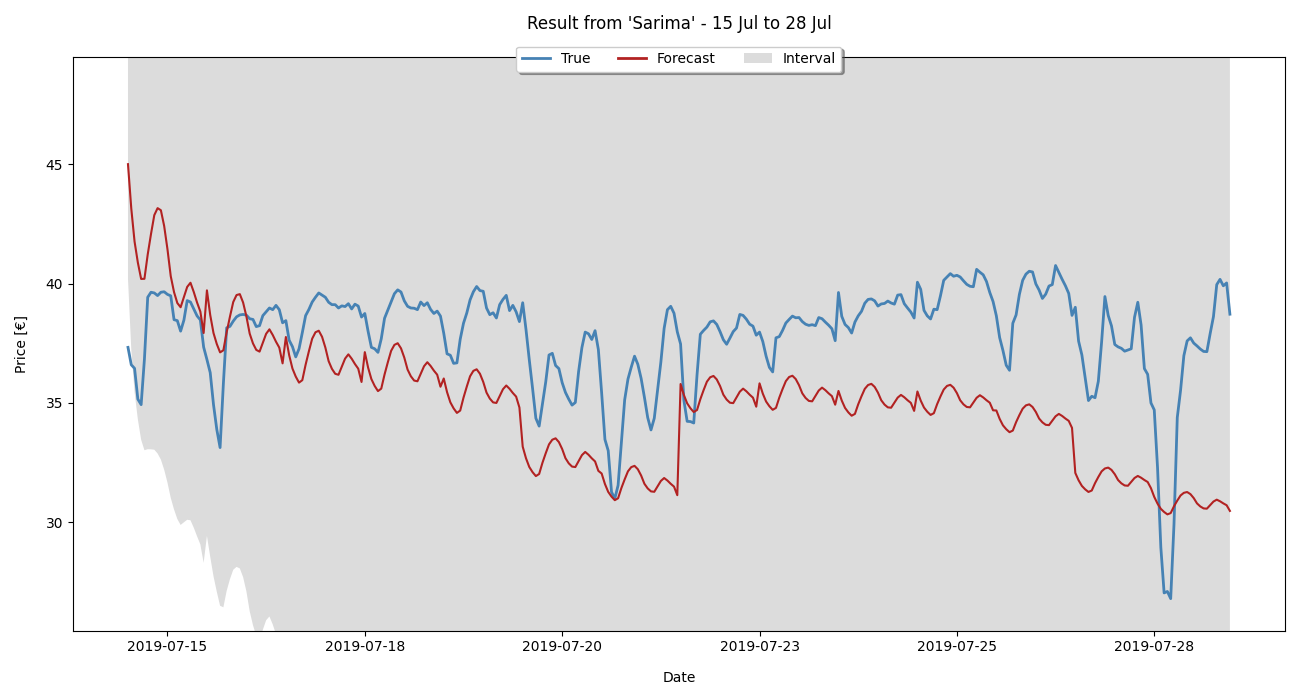 Result from 'Sarima' - 15 Jul to 28 Jul
True Forecast Interval
Price [€]
45
40
35
30
2019-07-15 2019-07-18 2019-07-20 2019-07-23 2019-07-25 2019-07-28
Date